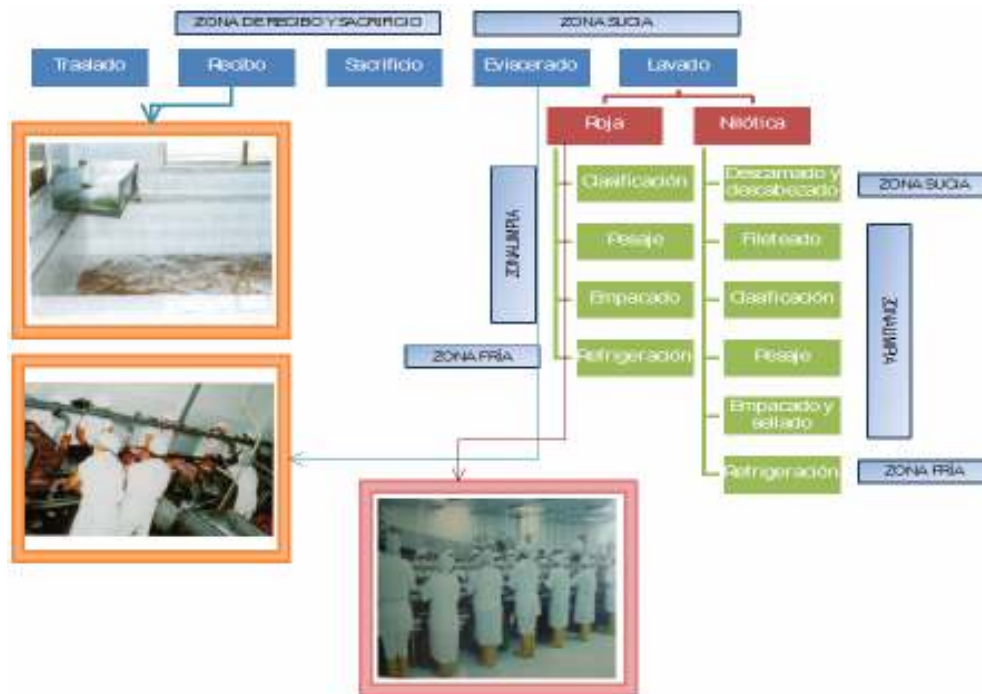 ZONA DE RECIBO Y SACRIFICIO
ZONA SUCIA
Traslado
Recibo
Sacrificio
Eviscerado
Lavado
Roja
Nilótica
ZONA LIMPIA
Clasificación
Pesaje
Empacado
Refrigeración
ZONA FRÍA
Descamado y
descabezado
Fileteado
Clasificación
Pesaje
Empacado y
sellado
Refrigeración
ZONA SUCIA
ZONA LIMPIA
ZONA FRÍA